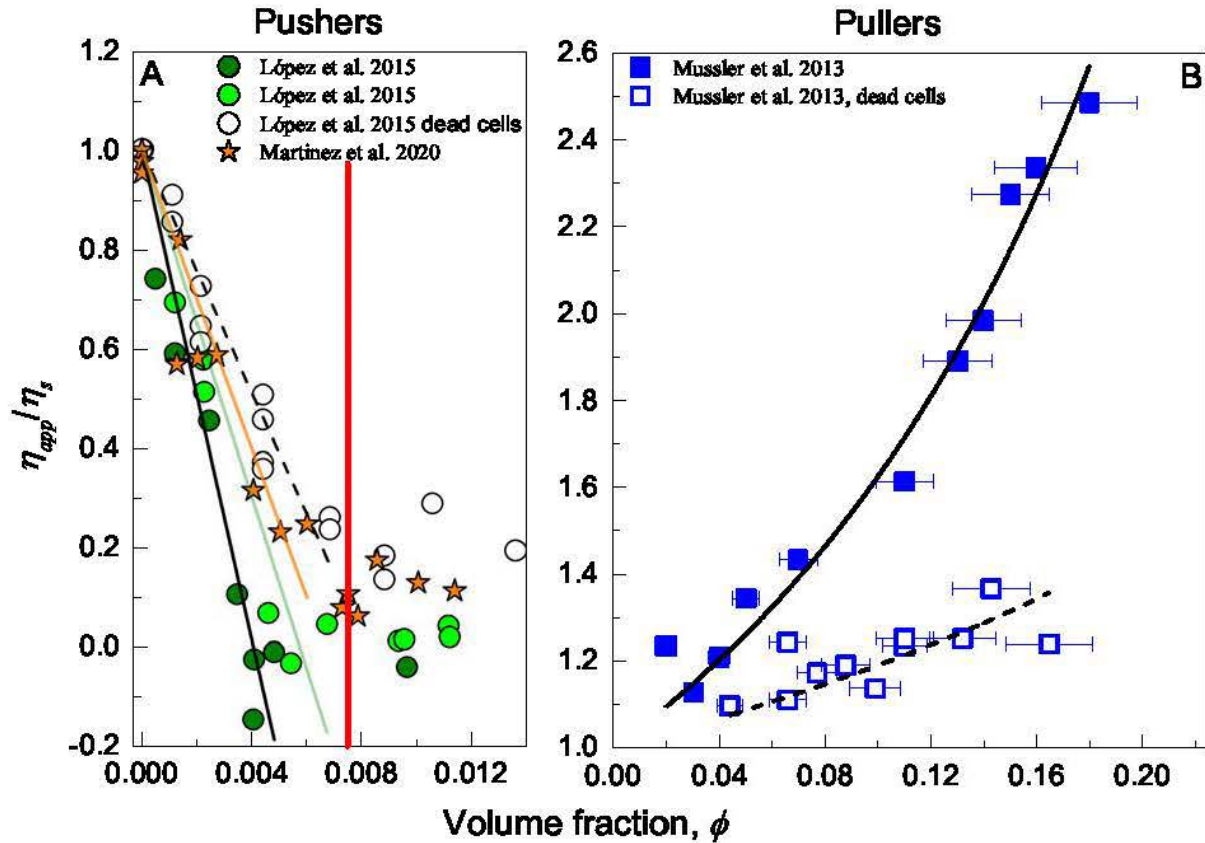 Pushers
Pullers
A
López et al. 2015
López et al. 2015
López et al. 2015 dead cells
Martinez et al. 2020
B
Mussler et al. 2013
Mussler et al. 2013, dead cells
1.2
1.0
0.8
0.6
0.4
0.2
0.0
-0.2
2.6
2.4
2.2
2.0
1.8
1.6
1.4
1.2
1.0
ηapp/ηs
0.000 0.004 0.008 0.012
0.00 0.04 0.08 0.12 0.16 0.20
Volume fraction, ϕ